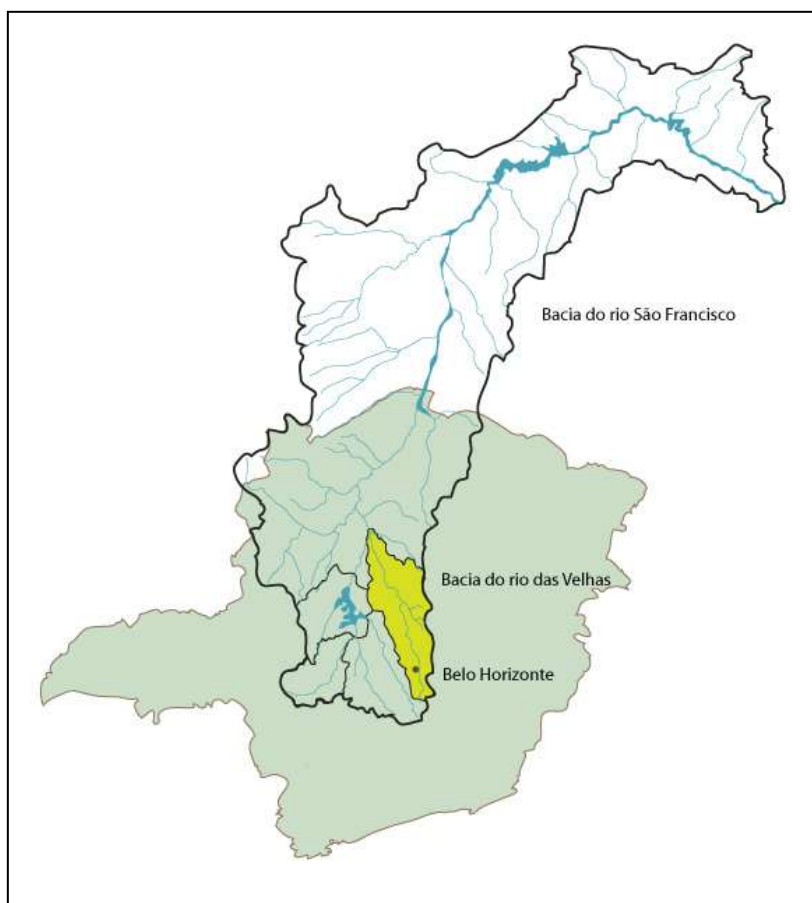 Bacia do rio São Francisco
Bacia do rio das Velhas
Belo Horizonte